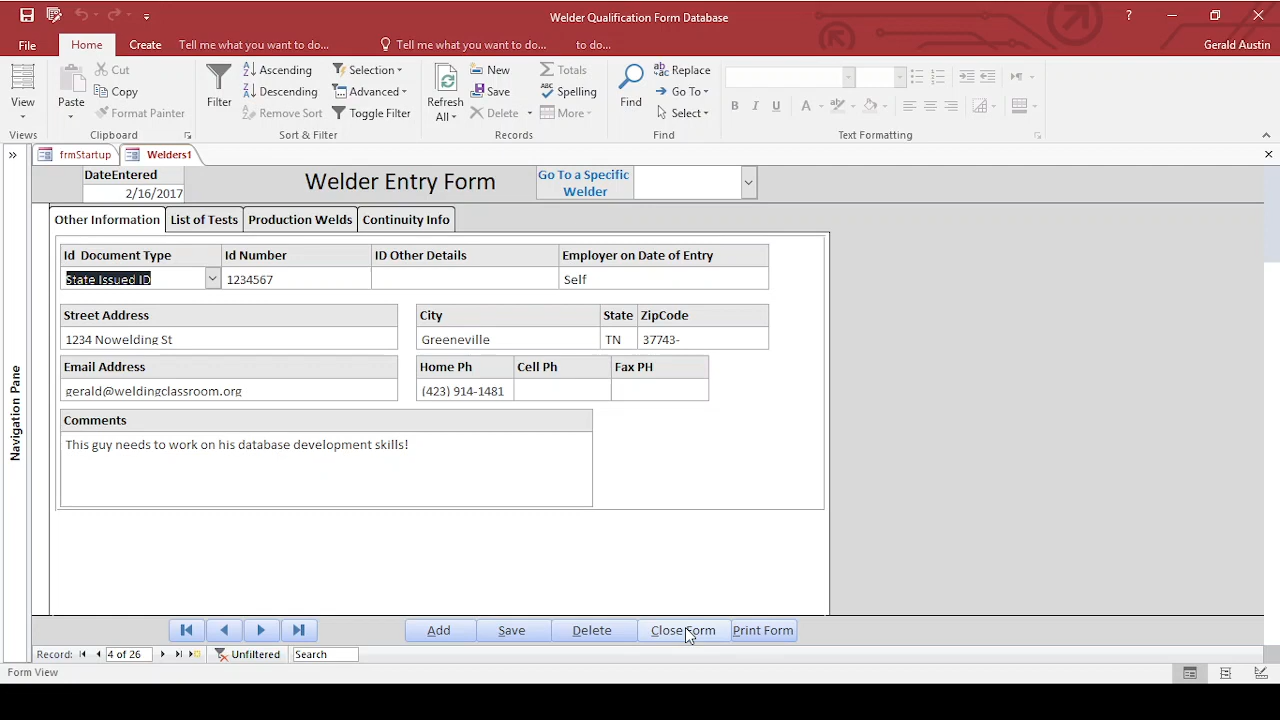 Welder Qualification Form Database
?
File Home Create Tell me what you want to do... Tell me what you want to do... to do... Gerald Austin
View
Views
Paste
Cut
Copy
Format Painter
Clipboard
Filter
Ascending
Descending
Remove Sort
Selection
Advanced
Toggle Filter
Sort & Filter
Refresh
All
New
Save
Delete
Totals
Spelling
More
Records
Find
Replace
Go To
Select
Find
B I U A
Text Formatting
frmStartup Welders1
Navigation Pane
DateEntered
2/16/2017
Welder Entry Form
Go To a Specific
Welder
Other Information List of Tests Production Welds Continuity Info
Id Document Type Id Number ID Other Details Employer on Date of Entry
State Issued ID 1234567 Self
Street Address City State ZipCode
1234 Nowelding St Greeneville TN 37743-
Email Address Home Ph Cell Ph Fax PH
gerald@weldingclassroom.org (423) 914-1481
Comments
This guy needs to work on his database development skills!
Add Save Delete Close Form Print Form
Record: 4 of 26 Unfiltered Search
Form View